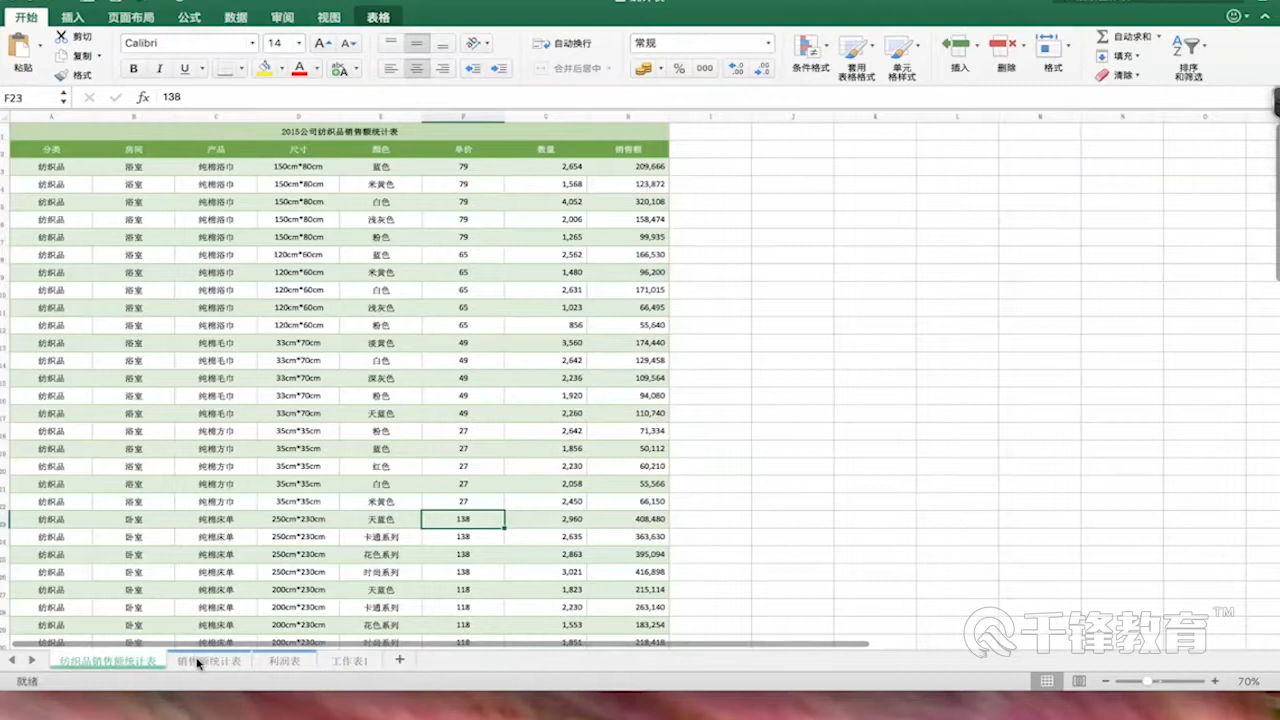 开始 插入 页面布局 公式 数据 审阅 视图 表格
粘贴 剪切 复制 格式 Calibri 14 A A B I U A abc A 自动换行 合并后居中 常规 % 000 条件格式 套用表格格式 单元格样式 插入 删除 格式 自动求和 填充 清除 排序和筛选
F23 fx 138
A B C D E F G H I J K L M N O
2015公司纺织品销售额统计表
分类 房间 产品 尺寸 颜色 单价 数量 销售额
纺织品 浴室 纯棉浴巾 150cm*80cm 蓝色 79 2,654 209,666
纺织品 浴室 纯棉浴巾 150cm*80cm 米黄色 79 1,568 123,872
纺织品 浴室 纯棉浴巾 150cm*80cm 白色 79 4,052 320,108
纺织品 浴室 纯棉浴巾 150cm*80cm 浅灰色 79 2,006 158,474
纺织品 浴室 纯棉浴巾 150cm*80cm 粉色 79 1,265 99,935
纺织品 浴室 纯棉浴巾 120cm*60cm 蓝色 65 2,562 166,530
纺织品 浴室 纯棉浴巾 120cm*60cm 米黄色 65 1,480 96,200
纺织品 浴室 纯棉浴巾 120cm*60cm 白色 65 2,631 171,015
纺织品 浴室 纯棉浴巾 120cm*60cm 浅灰色 65 1,023 66,495
纺织品 浴室 纯棉浴巾 120cm*60cm 粉色 65 856 55,640
纺织品 浴室 纯棉毛巾 33cm*70cm 淡黄色 49 3,560 174,440
纺织品 浴室 纯棉毛巾 33cm*70cm 白色 49 2,642 129,458
纺织品 浴室 纯棉毛巾 33cm*70cm 深灰色 49 2,236 109,564
纺织品 浴室 纯棉毛巾 33cm*70cm 粉色 49 1,920 94,080
纺织品 浴室 纯棉毛巾 33cm*70cm 天蓝色 49 2,260 110,740
纺织品 浴室 纯棉方巾 35cm*35cm 粉色 27 2,642 71,334
纺织品 浴室 纯棉方巾 35cm*35cm 蓝色 27 1,856 50,112
纺织品 浴室 纯棉方巾 35cm*35cm 红色 27 2,230 60,210
纺织品 浴室 纯棉方巾 35cm*35cm 白色 27 2,058 55,566
纺织品 浴室 纯棉方巾 35cm*35cm 米黄色 27 2,450 66,150
纺织品 卧室 纯棉床单 250cm*230cm 天蓝色 138 2,960 408,480
纺织品 卧室 纯棉床单 250cm*230cm 卡通系列 138 2,635 363,630
纺织品 卧室 纯棉床单 250cm*230cm 花色系列 138 2,863 395,094
纺织品 卧室 纯棉床单 250cm*230cm 时尚系列 138 3,021 416,898
纺织品 卧室 纯棉床单 200cm*230cm 天蓝色 118 1,823 215,114
纺织品 卧室 纯棉床单 200cm*230cm 卡通系列 118 2,230 263,140
纺织品 卧室 纯棉床单 200cm*230cm 花色系列 118 1,553 183,254
纺织品 卧室 纯棉床单 200cm*230cm 时尚系列 118 1,851 218,418
千锋教育TM
纺织品销售额统计表 销售额统计表 利润表 工作表1 +
就绪 70%